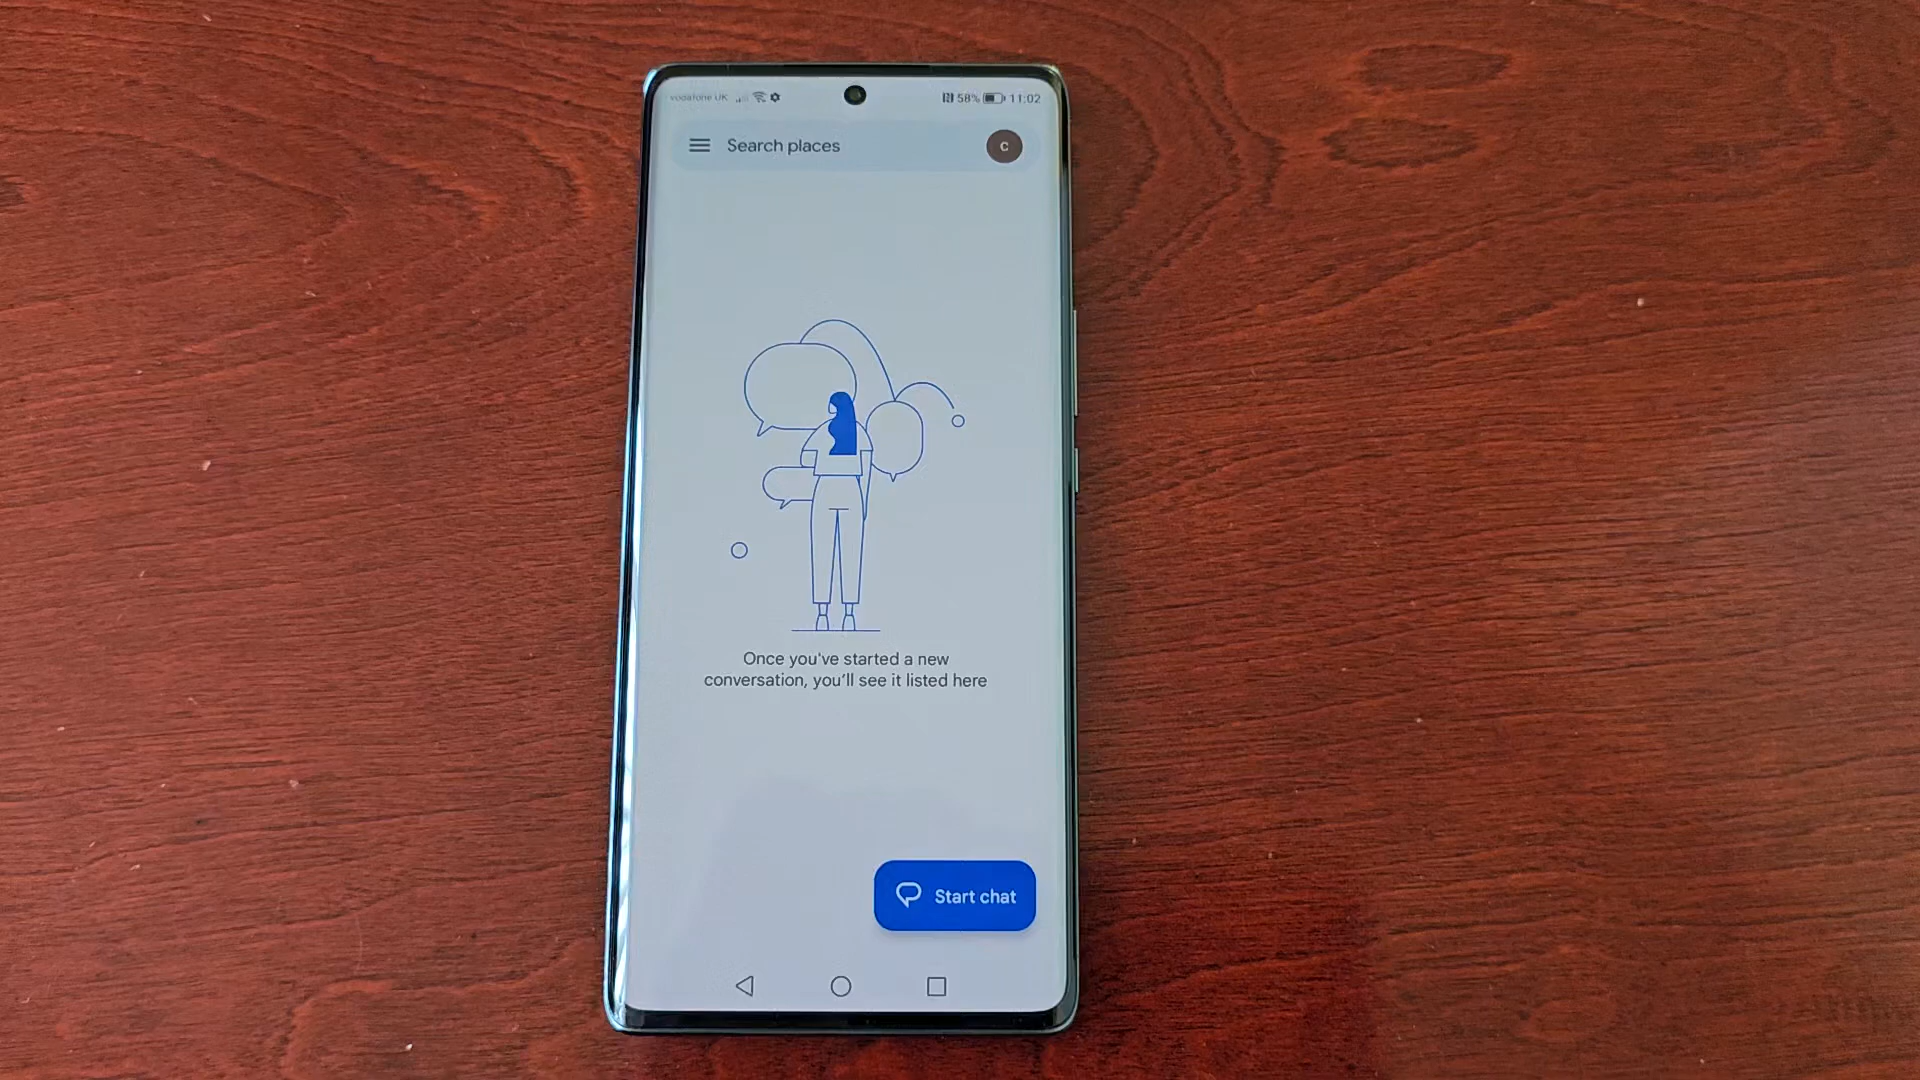 vodafone UK 58% 11:02
Search places C
Once you've started a new
conversation, you'll see it listed here
Start chat